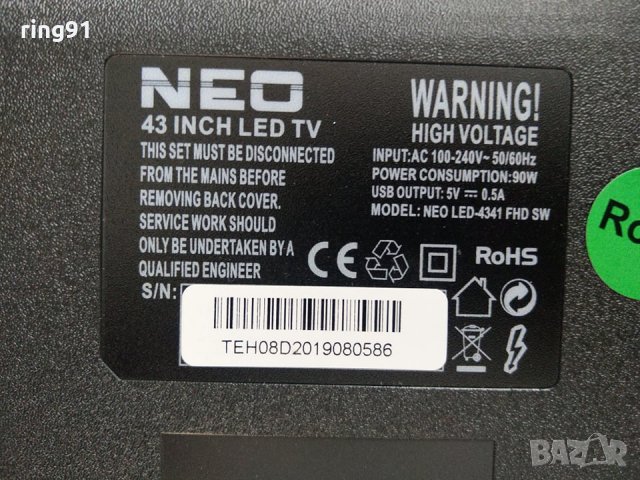 ring91
NEO
43 INCH LED TV
THIS SET MUST BE DISCONNECTED
FROM THE MAINS BEFORE
REMOVING BACK COVER.
SERVICE WORK SHOULD
ONLY BE UNDERTAKEN BY A
QUALIFIED ENGINEER
S/N:
TEH08D2019080586
WARNING!
HIGH VOLTAGE
INPUT:AC 100-240V~ 50/60Hz
POWER CONSUMPTION:90W
USB OUTPUT: 5V ⎓ 0.5A
MODEL: NEO LED-4341 FHD SW
CE
RoHS
Ro
BAZAR